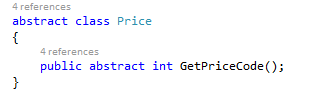 4 references
abstract class Price
{
4 references
public abstract int GetPriceCode();
}